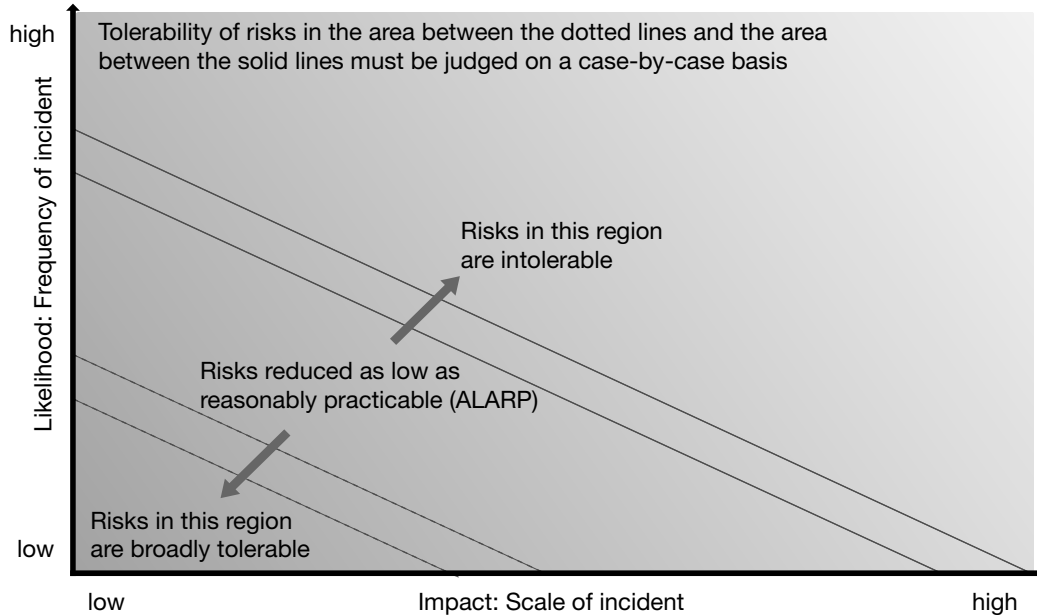 high
Tolerability of risks in the area between the dotted lines and the area
between the solid lines must be judged on a case-by-case basis
Likelihood: Frequency of incident
Risks in this region
are intolerable
Risks reduced as low as
reasonably practicable (ALARP)
Risks in this region
are broadly tolerable
low
low
Impact: Scale of incident
high